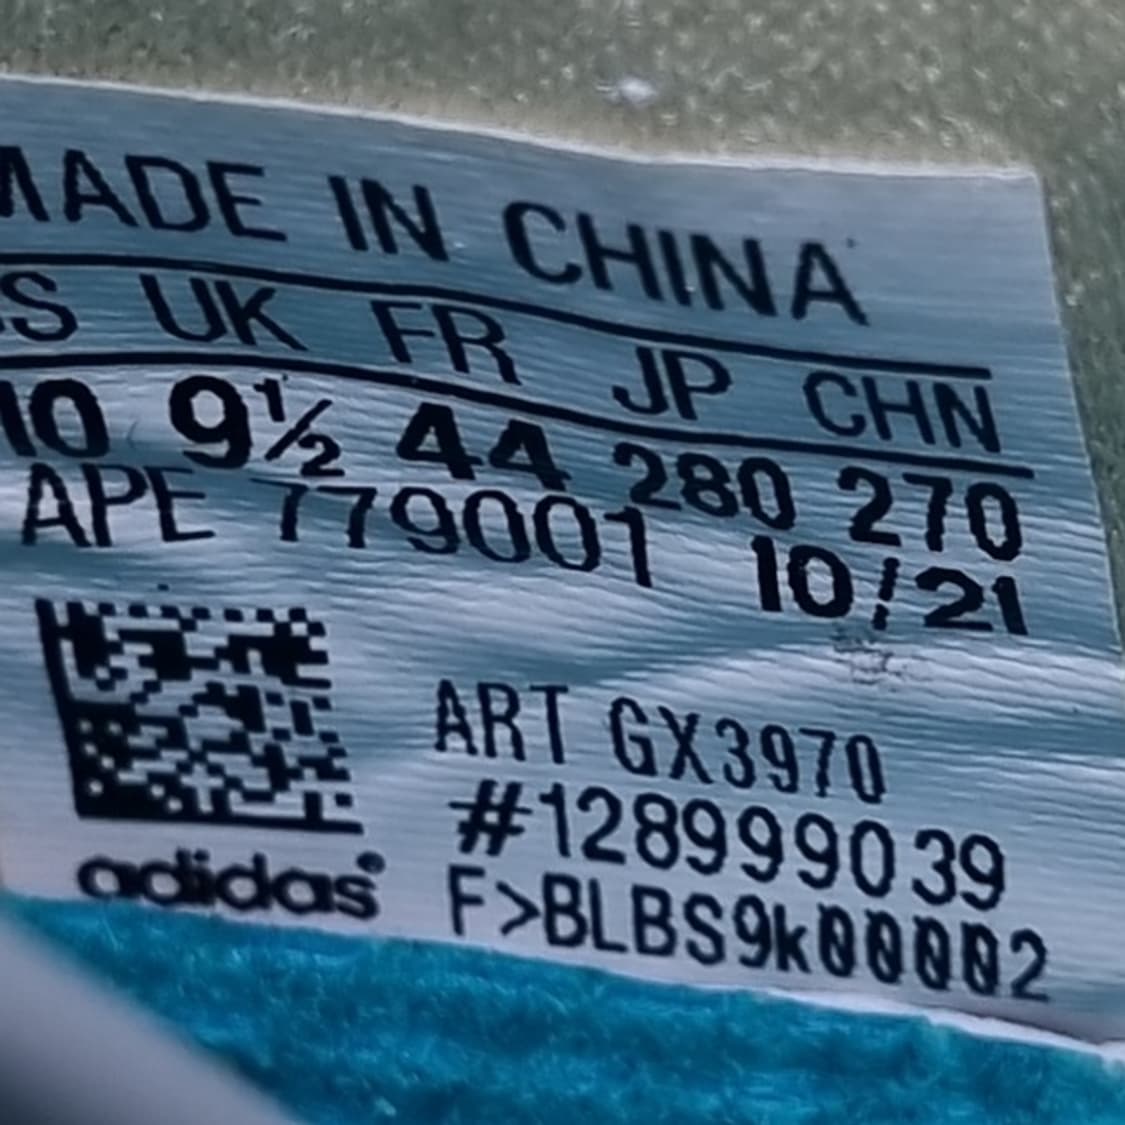 MADE IN CHINA
US UK FR JP CHN
10 9½ 44 280 270
APE 779001 10/21
ART GX3970
#128999039
F>BLBS9k00002
adidas®